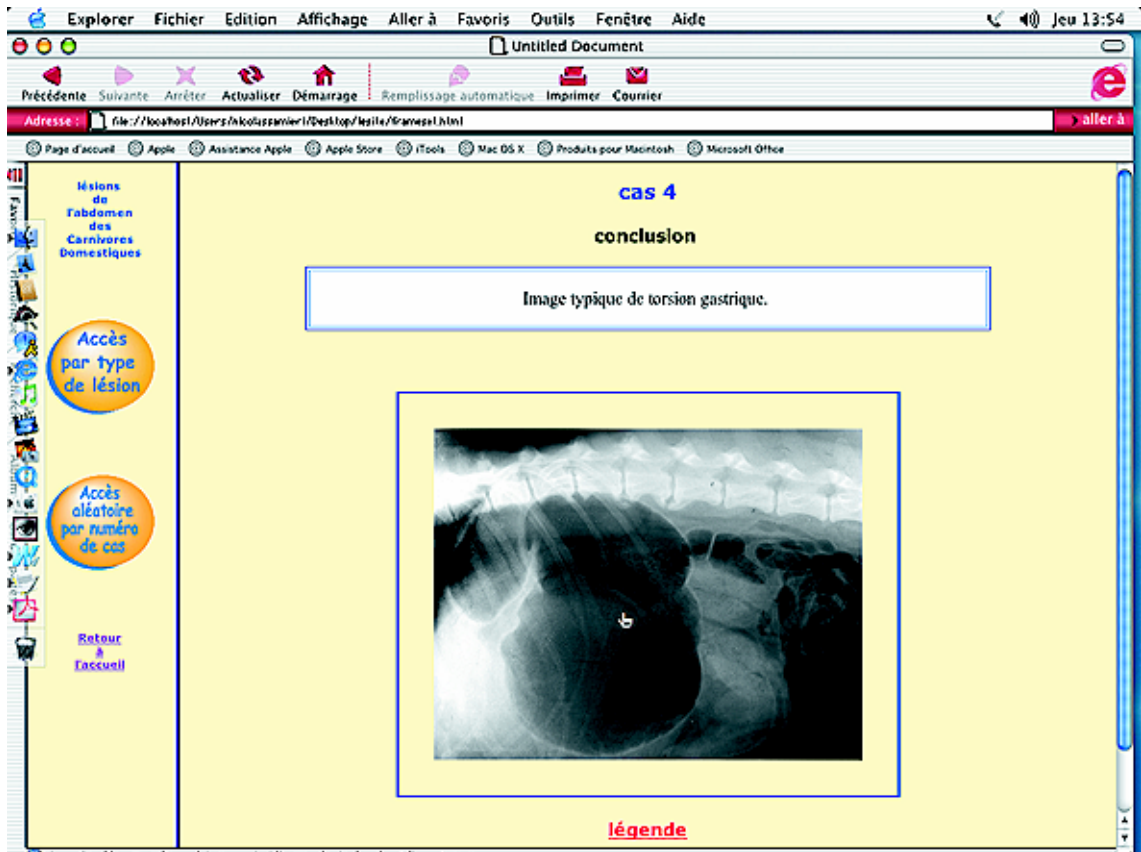 Explorer Fichier Edition Affichage Aller à Favoris Outils Fenêtre Aide Jeu 13:54
Untitled Document
Précédente Suivante Arrêter Actualiser Démarrage Remplissage automatique Imprimer Courrier
Adresse : aller à
Page d'accueil Apple Assistance Apple Apple Store iTools Mac OS X Produits pour Macintosh Microsoft Office
lésions
de
l'abdomen
des
Carnivores
Domestiques
cas 4
conclusion
Image typique de torsion gastrique.
Accès
par type
de lésion
Accès
aléatoire
par numéro
de cas
Retour
à
l'accueil
légende